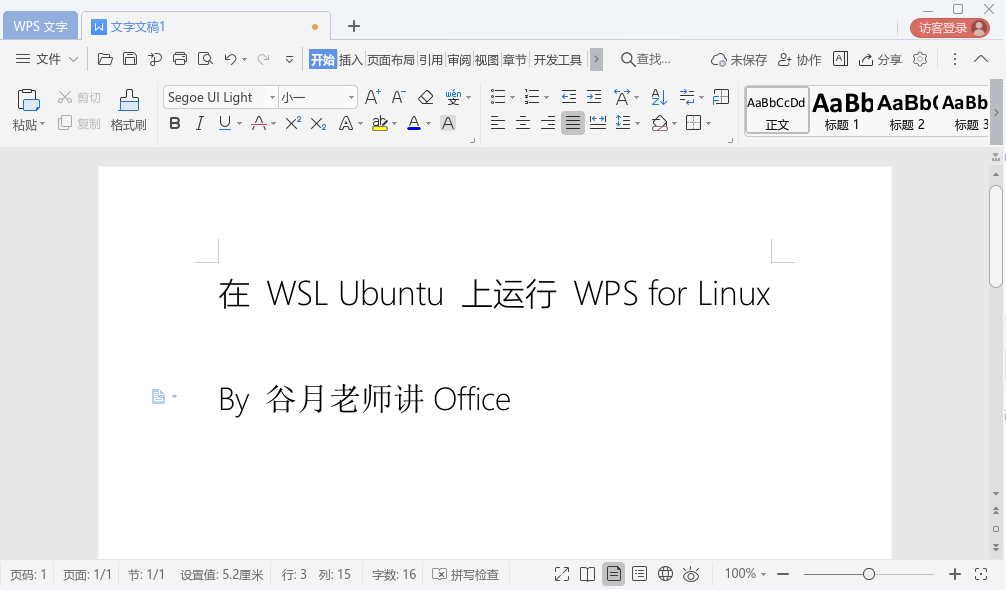 WPS 文字
文字文稿1
访客登录
文件
开始 插入 页面布局 引用 审阅 视图 章节 开发工具
查找...
未保存 协作 分享
粘贴 剪切 复制 格式刷
Segoe UI Light 小一
wén
B I U A X² X₂ A ab A A
AaBbCcDd AaBb AaBb( AaBb
正文 标题 1 标题 2 标题 3
在 WSL Ubuntu 上运行 WPS for Linux
By 谷月老师讲 Office
页码: 1 页面: 1/1 节: 1/1 设置值: 5.2厘米 行: 3 列: 15 字数: 16 拼写检查 100%